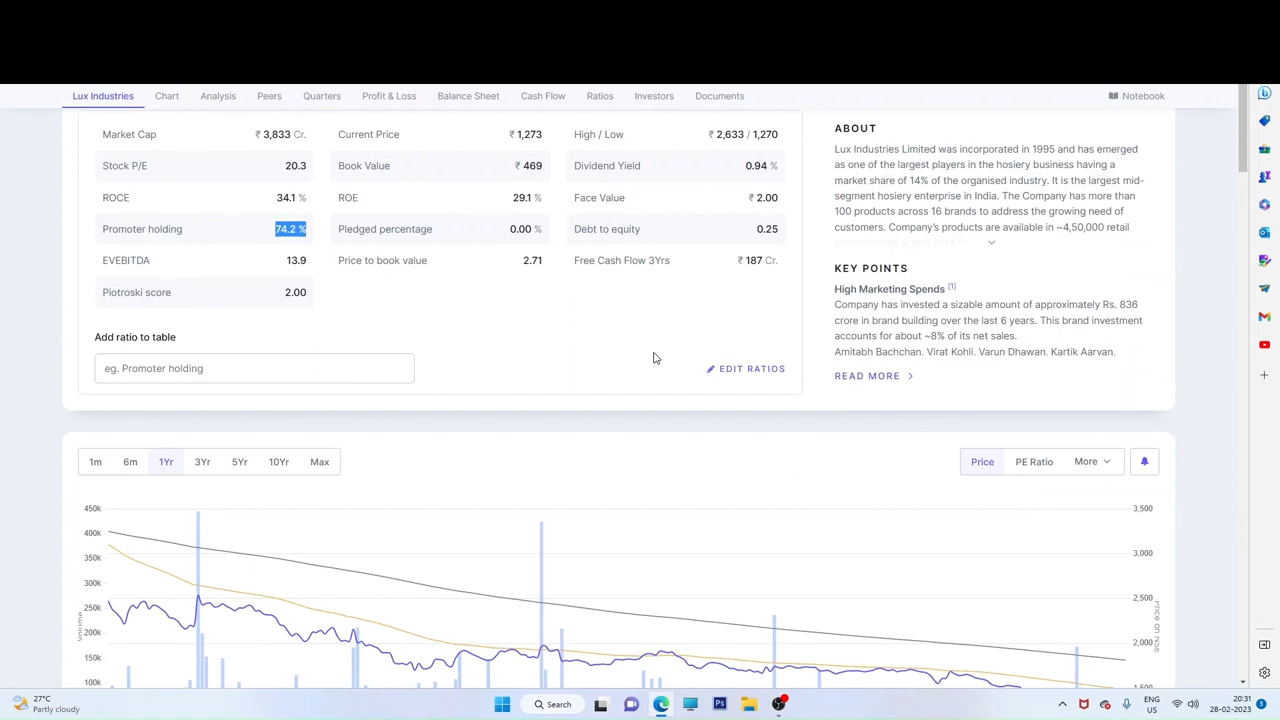 Lux Industries Chart Analysis Peers Quarters Profit & Loss Balance Sheet Cash Flow Ratios Investors Documents Notebook
Market Cap ₹ 3,833 Cr. Current Price ₹ 1,273 High / Low ₹ 2,633 / 1,270
Stock P/E 20.3 Book Value ₹ 469 Dividend Yield 0.94 %
ROCE 34.1 % ROE 29.1 % Face Value ₹ 2.00
Promoter holding 74.2 % Pledged percentage 0.00 % Debt to equity 0.25
EVEBITDA 13.9 Price to book value 2.71 Free Cash Flow 3Yrs ₹ 187 Cr.
Piotroski score 2.00
Add ratio to table
eg. Promoter holding
EDIT RATIOS
ABOUT
Lux Industries Limited was incorporated in 1995 and has emerged
as one of the largest players in the hosiery business having a
market share of 14% of the organised industry. It is the largest mid-
segment hosiery enterprise in India. The Company has more than
100 products across 16 brands to address the growing need of
customers. Company's products are available in ~4,50,000 retail
KEY POINTS
High Marketing Spends [1]
Company has invested a sizable amount of approximately Rs. 836
crore in brand building over the last 6 years. This brand investment
accounts for about ~8% of its net sales.
Amitabh Bachchan, Virat Kohli, Varun Dhawan, Kartik Aarvan.
READ MORE
1m 6m 1Yr 3Yr 5Yr 10Yr Max
Price PE Ratio More
450k 3,500
400k
350k 3,000
300k
250k 2,500
200k 2,000
150k
100k 1,500
Volume
27°C
Partly cloudy
Search
Ps
ENG
US
20:31
28-02-2023
3